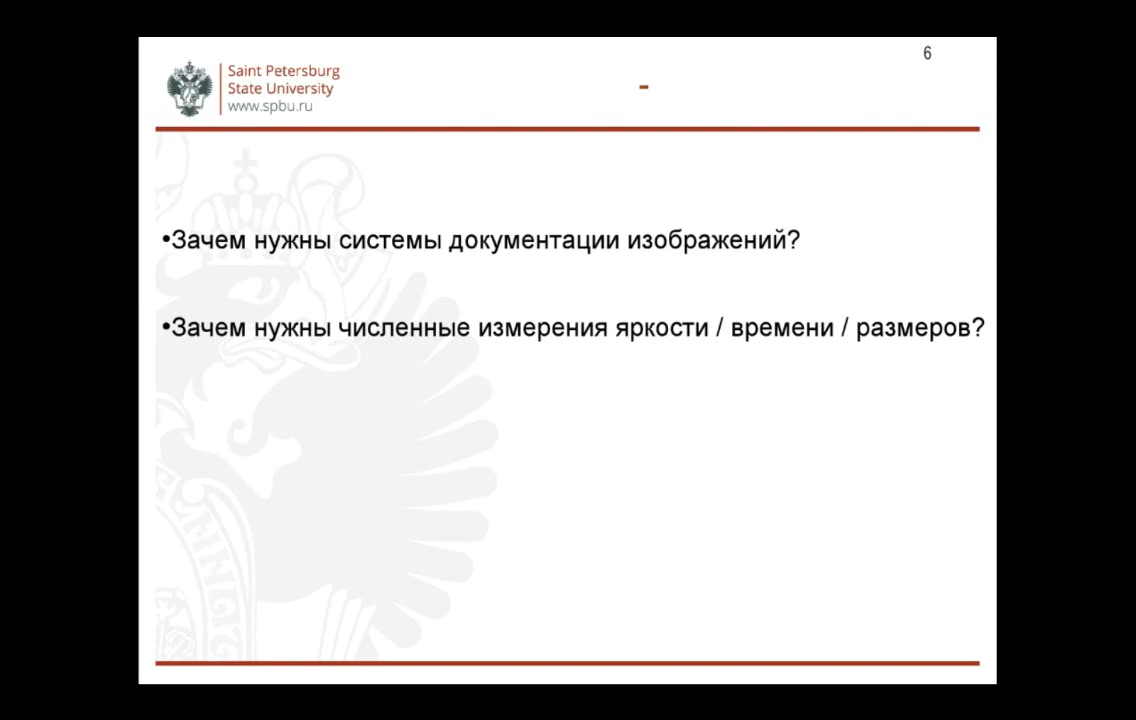 6
Saint Petersburg
State University
www.spbu.ru
-
•Зачем нужны системы документации изображений?
•Зачем нужны численные измерения яркости / времени / размеров?